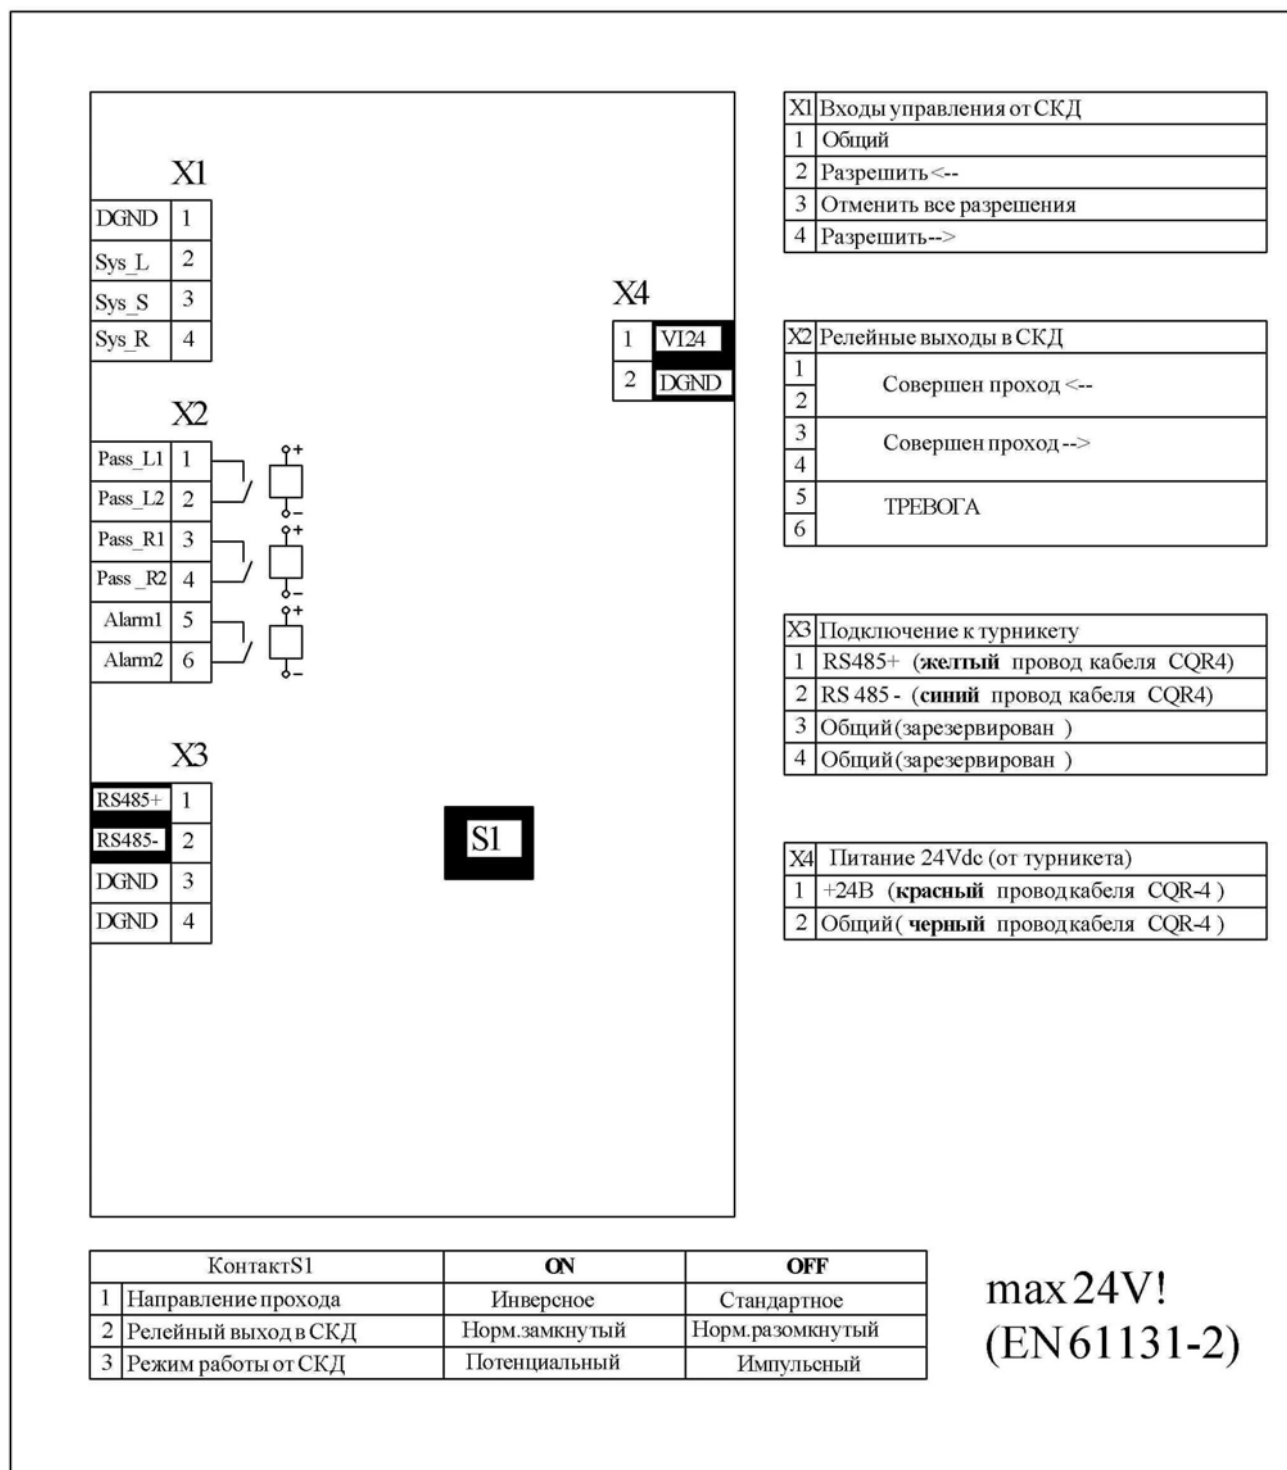 X1
DGND 1
Sys_L 2
Sys_S 3
Sys_R 4
X2
Pass_L1 1
Pass_L2 2
Pass_R1 3
Pass _R2 4
Alarm1 5
Alarm2 6
+
−
+
−
+
−
X3
RS485+ 1
RS485- 2
DGND 3
DGND 4
X4
1 VI24
2 DGND
S1
X1 Входы управления от СКД
1 Общий
2 Разрешить<--
3 Отменить все разрешения
4 Разрешить-->
X2 Релейные выходы в СКД
1
2
Совершен проход <--
3
4
Совершен проход-->
5
6
ТРЕВОГА
X3 Подключение к турникету
1 RS485+ (желтый провод кабеля CQR4)
2 RS 485 - (синий провод кабеля CQR4)
3 Общий(зарезервирован )
4 Общий(зарезервирован )
X4 Питание 24Vdc (от турникета)
1 +24В (красный провод кабеля CQR-4 )
2 Общий( черный провод кабеля CQR-4 )
Контакт S1 ON OFF
1 Направление прохода Инверсное Стандартное
2 Релейный выход в СКД Норм.замкнутый Норм.разомкнутый
3 Режим работы от СКД Потенциальный Импульсный
max 24V!
(EN 61131-2)